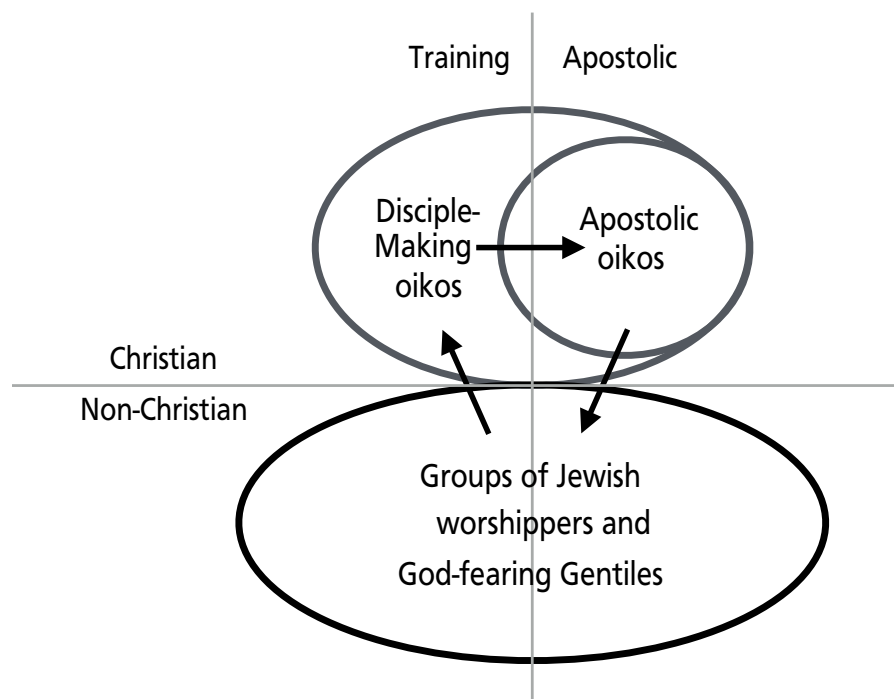 Training
Apostolic
Disciple-
Making
oikos
Apostolic
oikos
Christian
Non-Christian
Groups of Jewish
worshippers and
God-fearing Gentiles